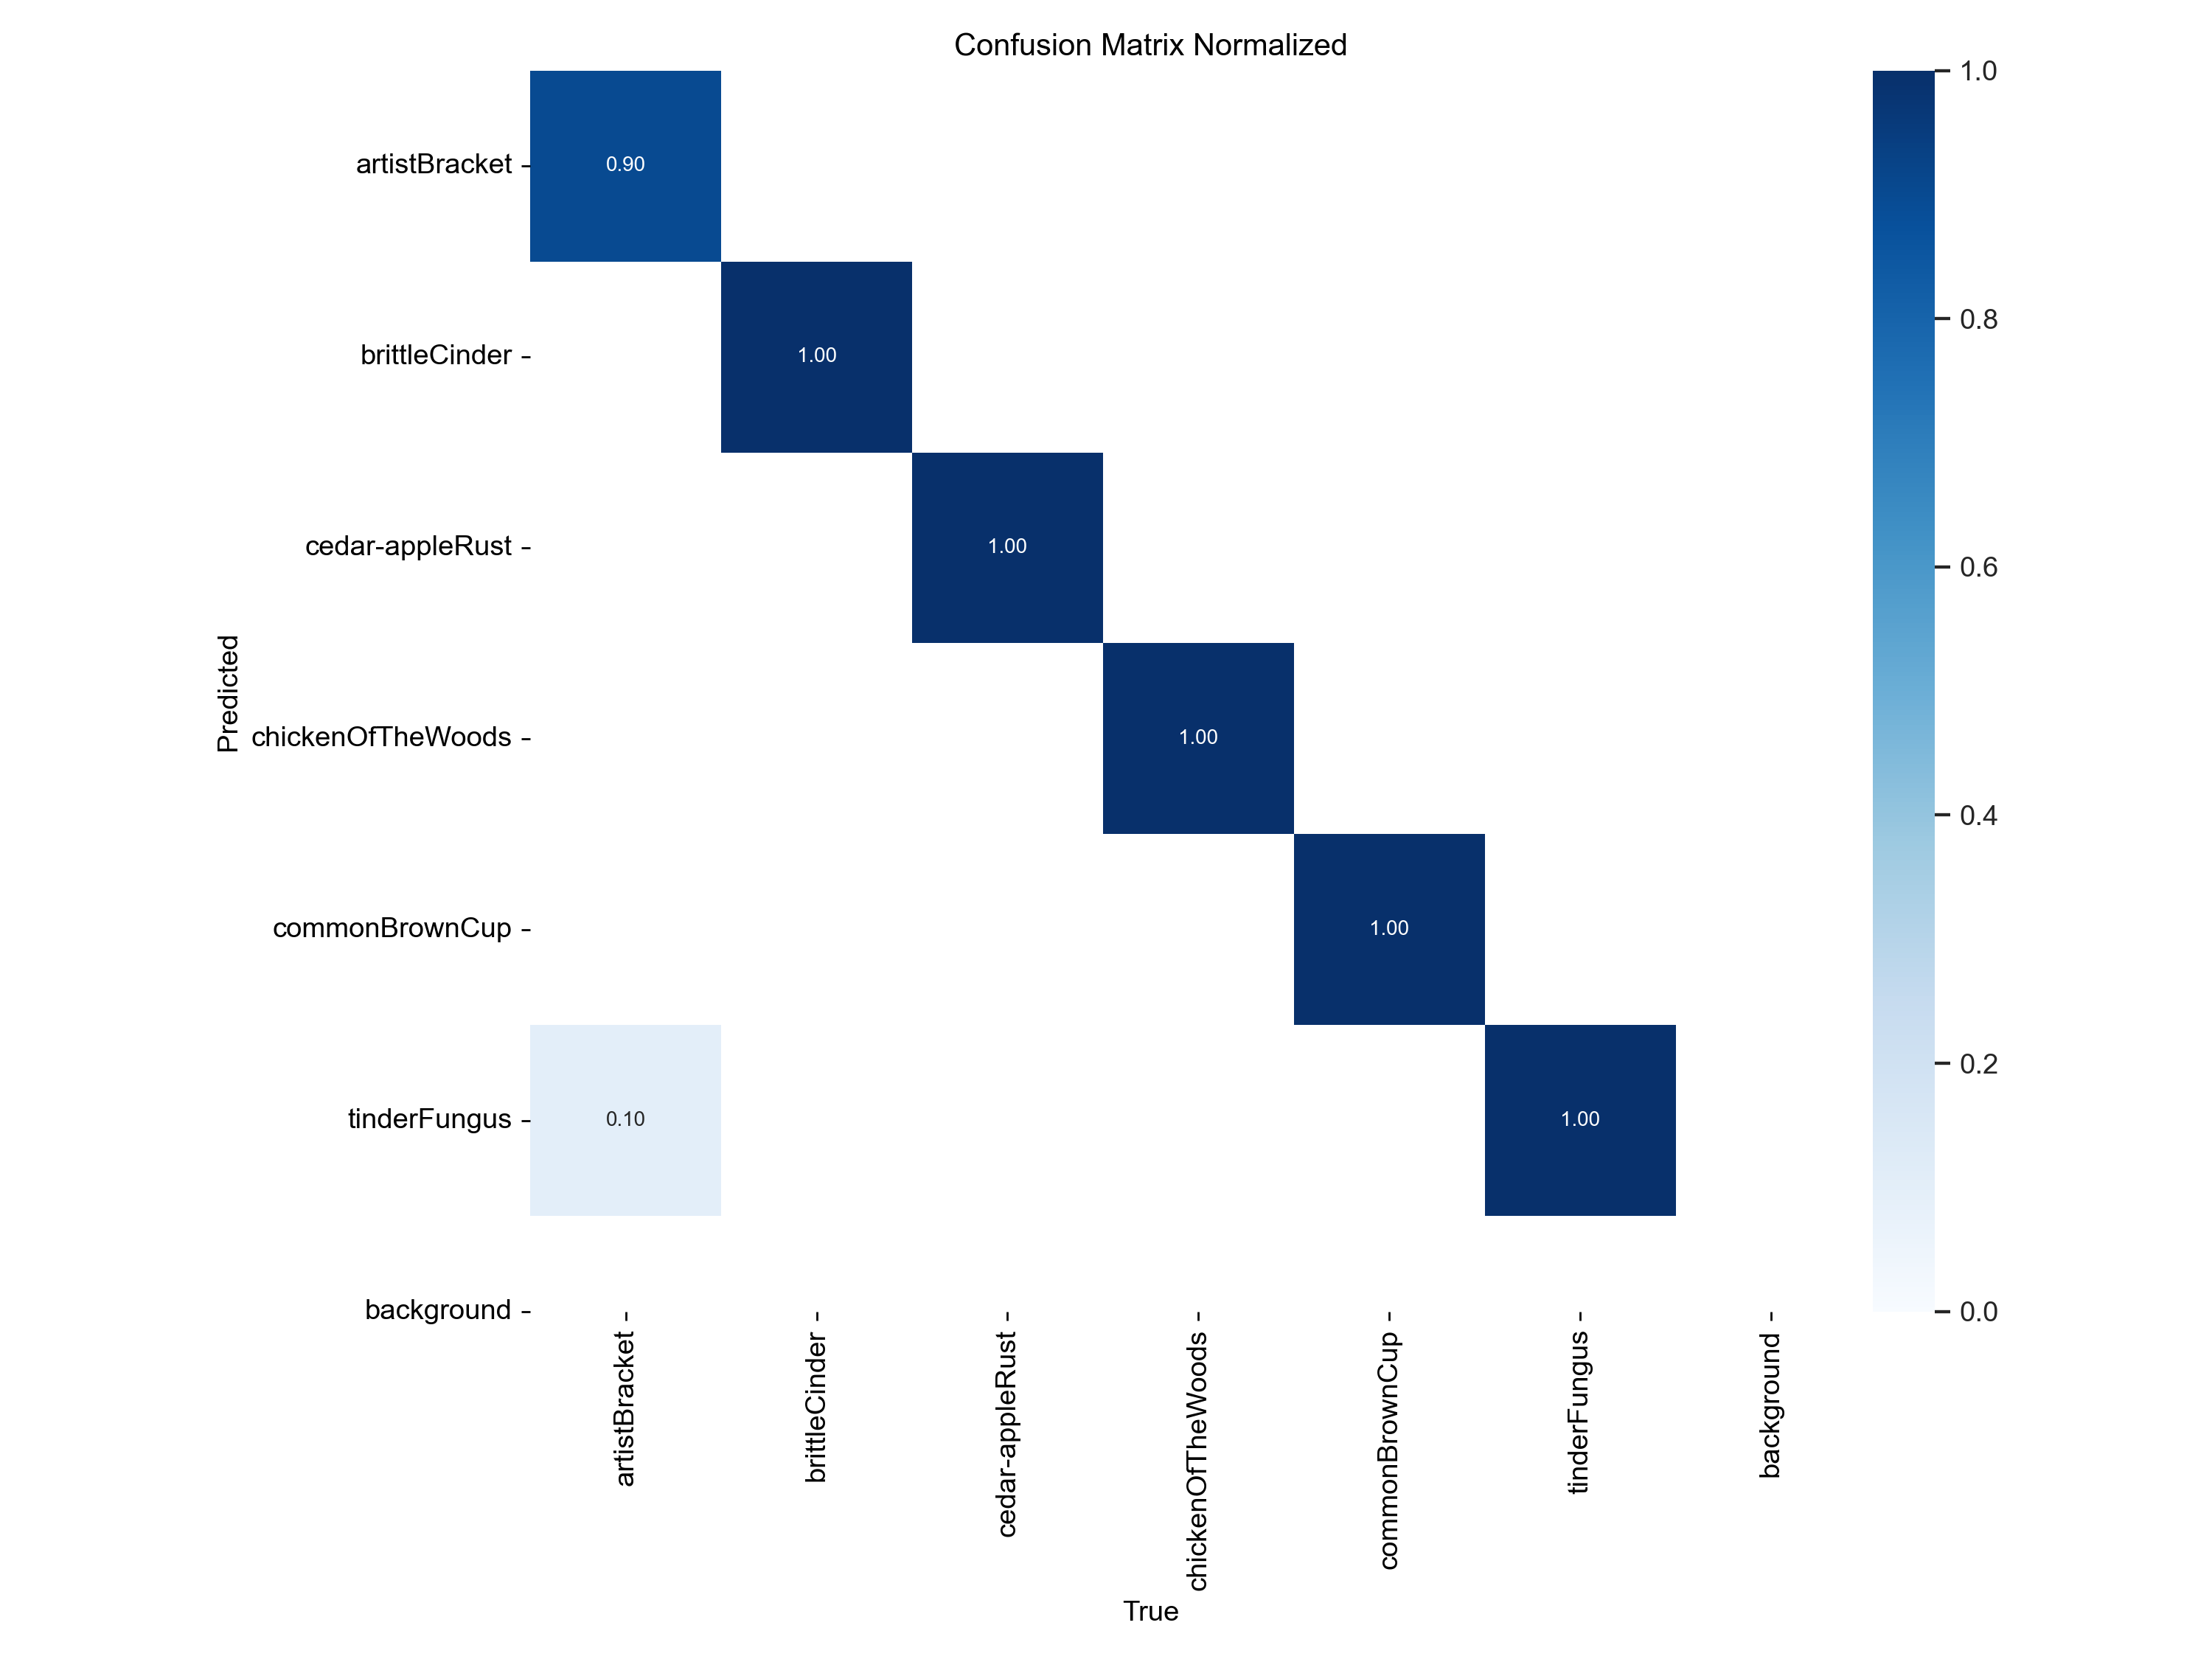 Confusion Matrix Normalized
artistBracket
brittleCinder
cedar-appleRust
chickenOfTheWoods
commonBrownCup
tinderFungus
background
Predicted
0.90
1.00
1.00
1.00
1.00
0.10
1.00
1.0
0.8
0.6
0.4
0.2
0.0
artistBracket
brittleCinder
cedar-appleRust
chickenOfTheWoods
commonBrownCup
tinderFungus
background
True